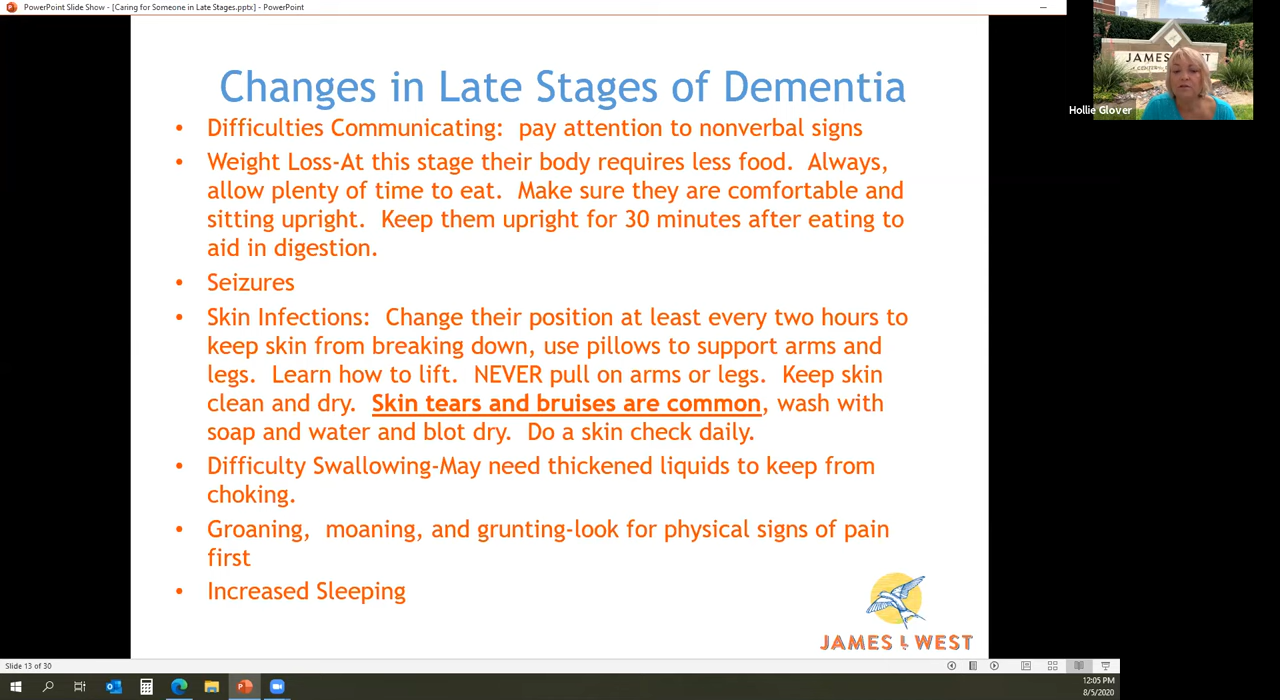 PowerPoint Slide Show - [Caring for Someone in Late Stages.pptx] - PowerPoint
JAMES
Hollie Glover
Changes in Late Stages of Dementia
• Difficulties Communicating:  pay attention to nonverbal signs
• Weight Loss-At this stage their body requires less food.  Always,
allow plenty of time to eat.  Make sure they are comfortable and
sitting upright.  Keep them upright for 30 minutes after eating to
aid in digestion.
• Seizures
• Skin Infections:  Change their position at least every two hours to
keep skin from breaking down, use pillows to support arms and
legs.  Learn how to lift.  NEVER pull on arms or legs.  Keep skin
clean and dry.  Skin tears and bruises are common, wash with
soap and water and blot dry.  Do a skin check daily.
• Difficulty Swallowing-May need thickened liquids to keep from
choking.
• Groaning,  moaning, and grunting-look for physical signs of pain
first
• Increased Sleeping
JAMES L WEST
Slide 13 of 30
12:05 PM
8/5/2020